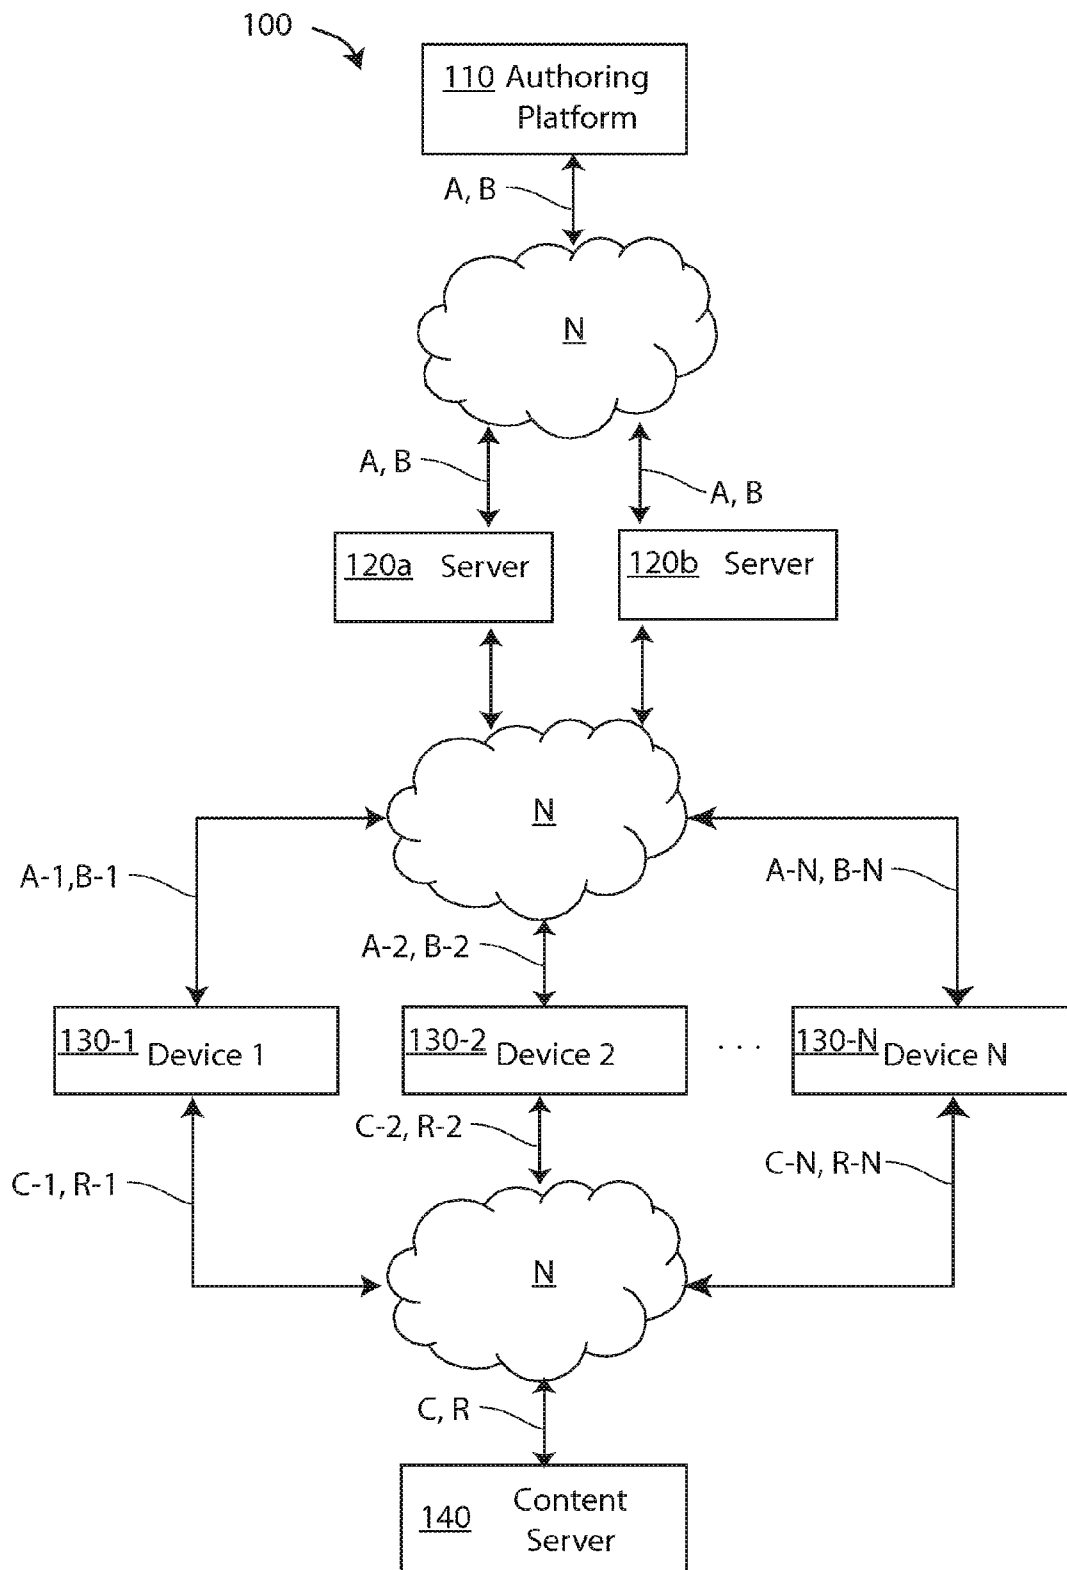 100
110 Authoring
Platform
A, B
N
A, B
A, B
120a Server
120b Server
N
A-1,B-1
A-N, B-N
A-2, B-2
130-1 Device 1
130-2 Device 2
. . .
130-N Device N
C-2, R-2
C-1, R-1
C-N, R-N
N
C, R
140 Content
Server